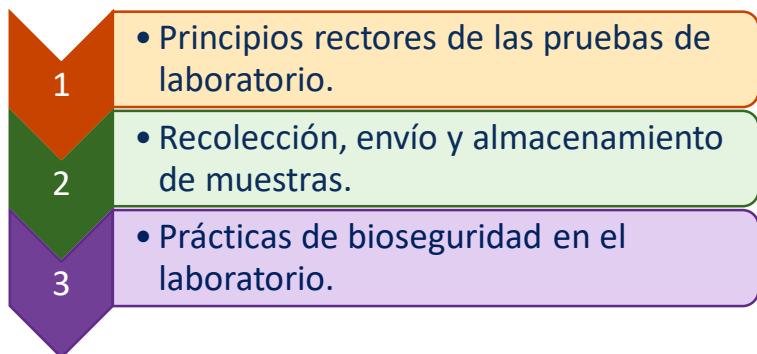 1
• Principios rectores de las pruebas de
laboratorio.
2
• Recolección, envío y almacenamiento
de muestras.
3
• Prácticas de bioseguridad en el
laboratorio.